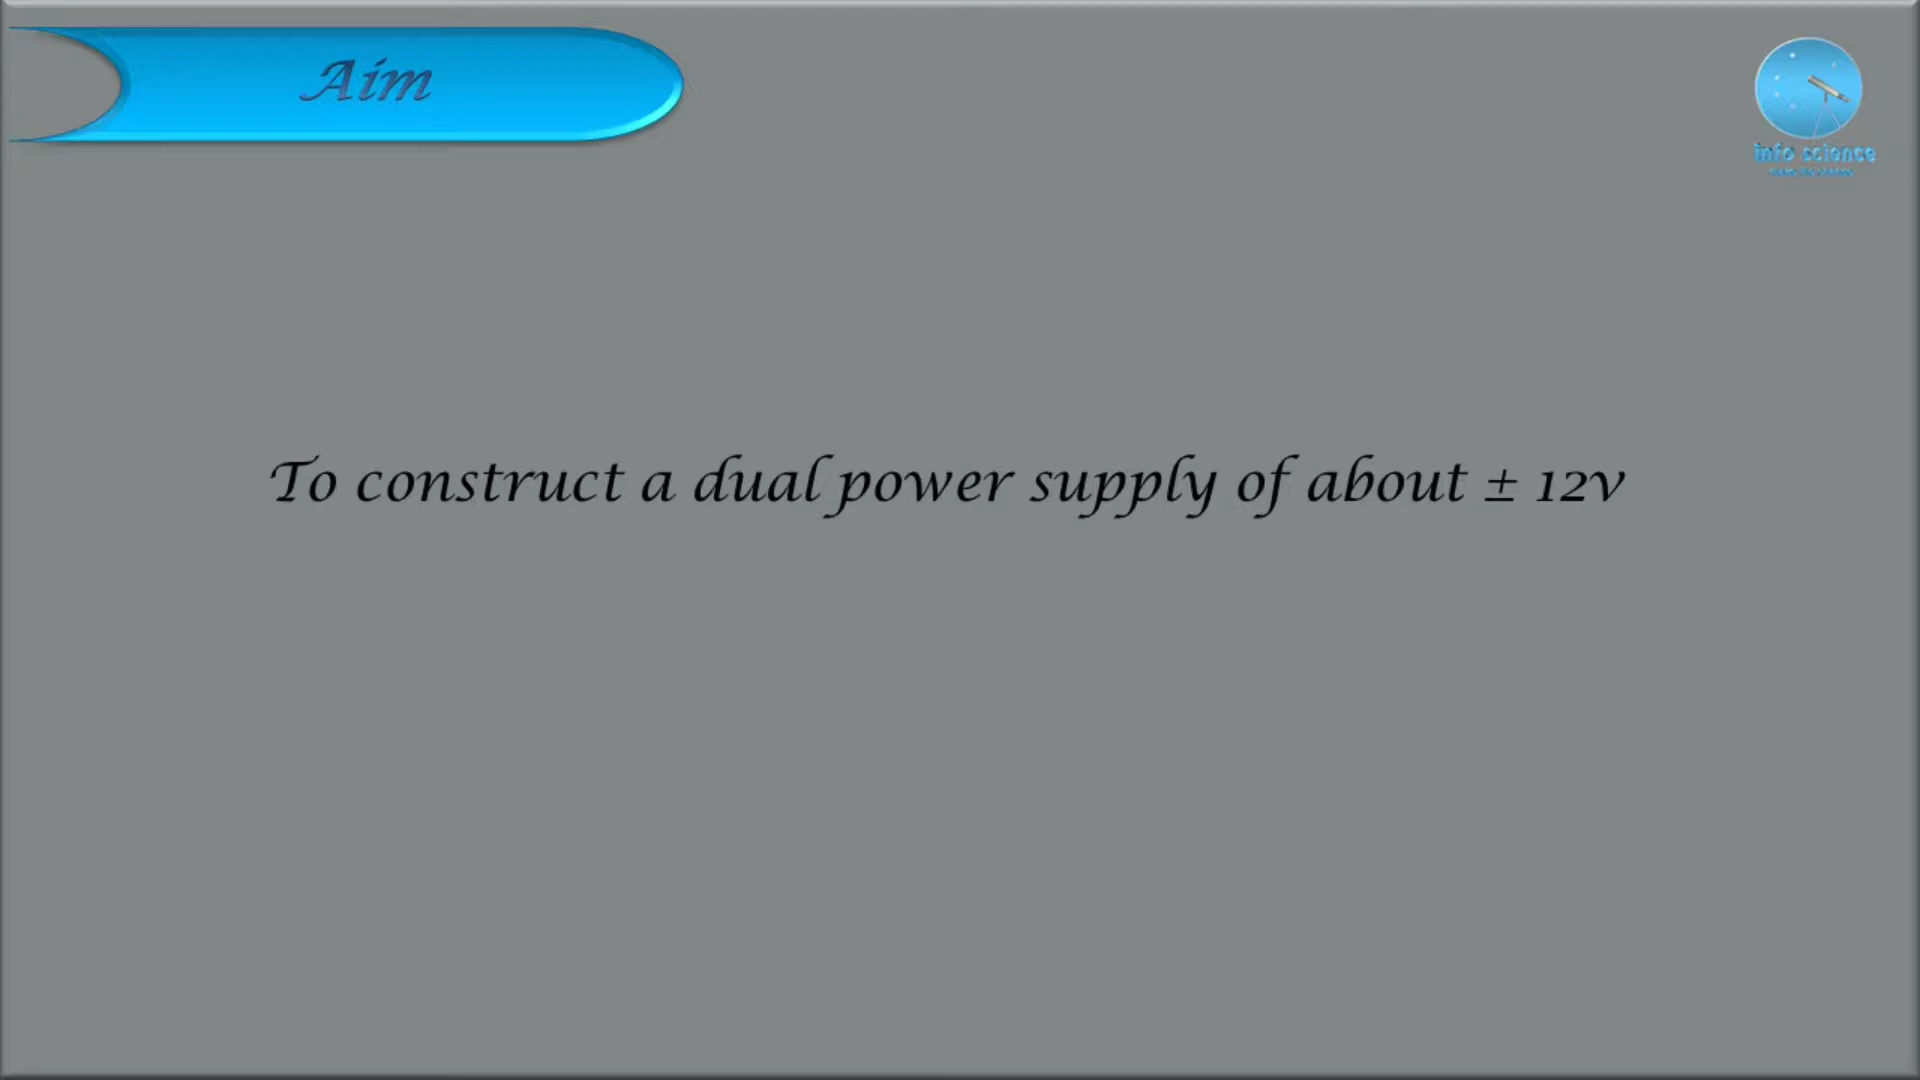 Aim
info science
To construct a dual power supply of about ± 12v